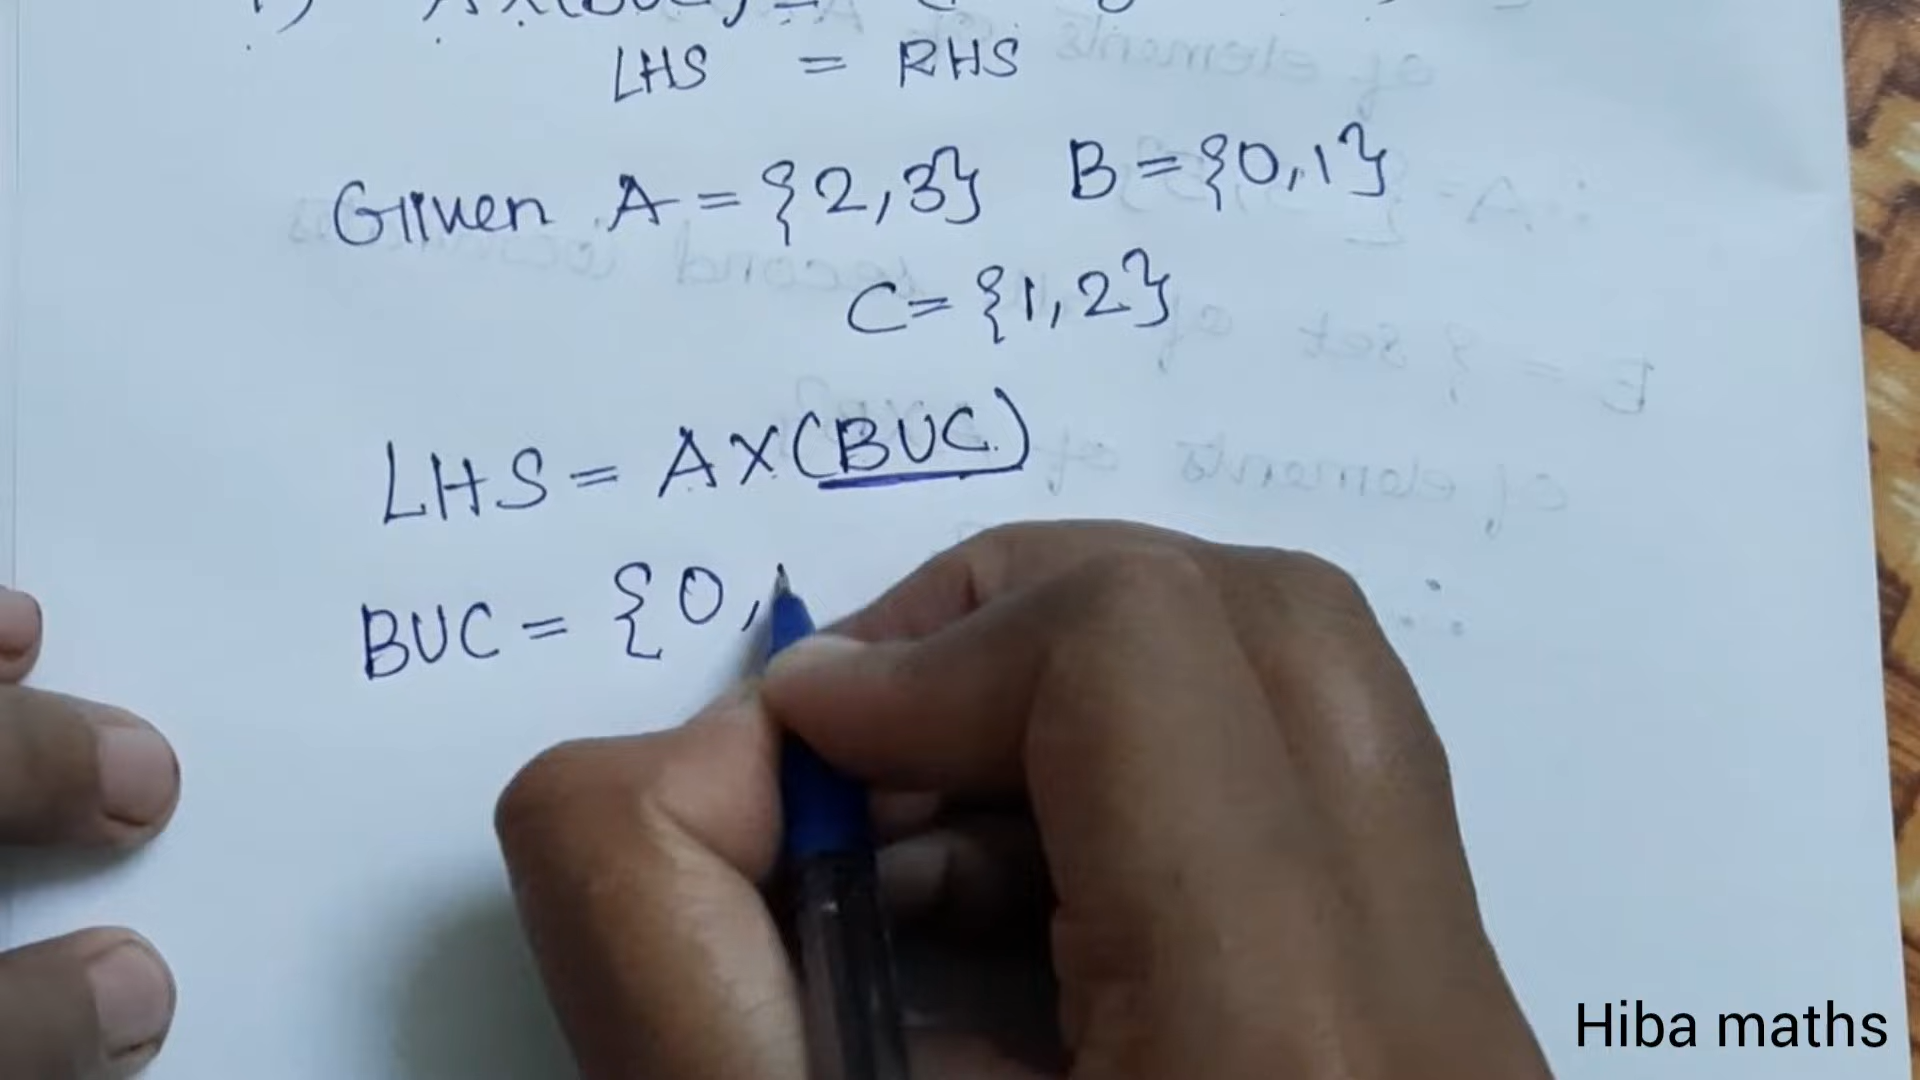 LHS = RHS
Given A = {2,3} B = {0,1}
C = {1,2}
LHS = A×(BUC)
BUC = {0,
Hiba maths